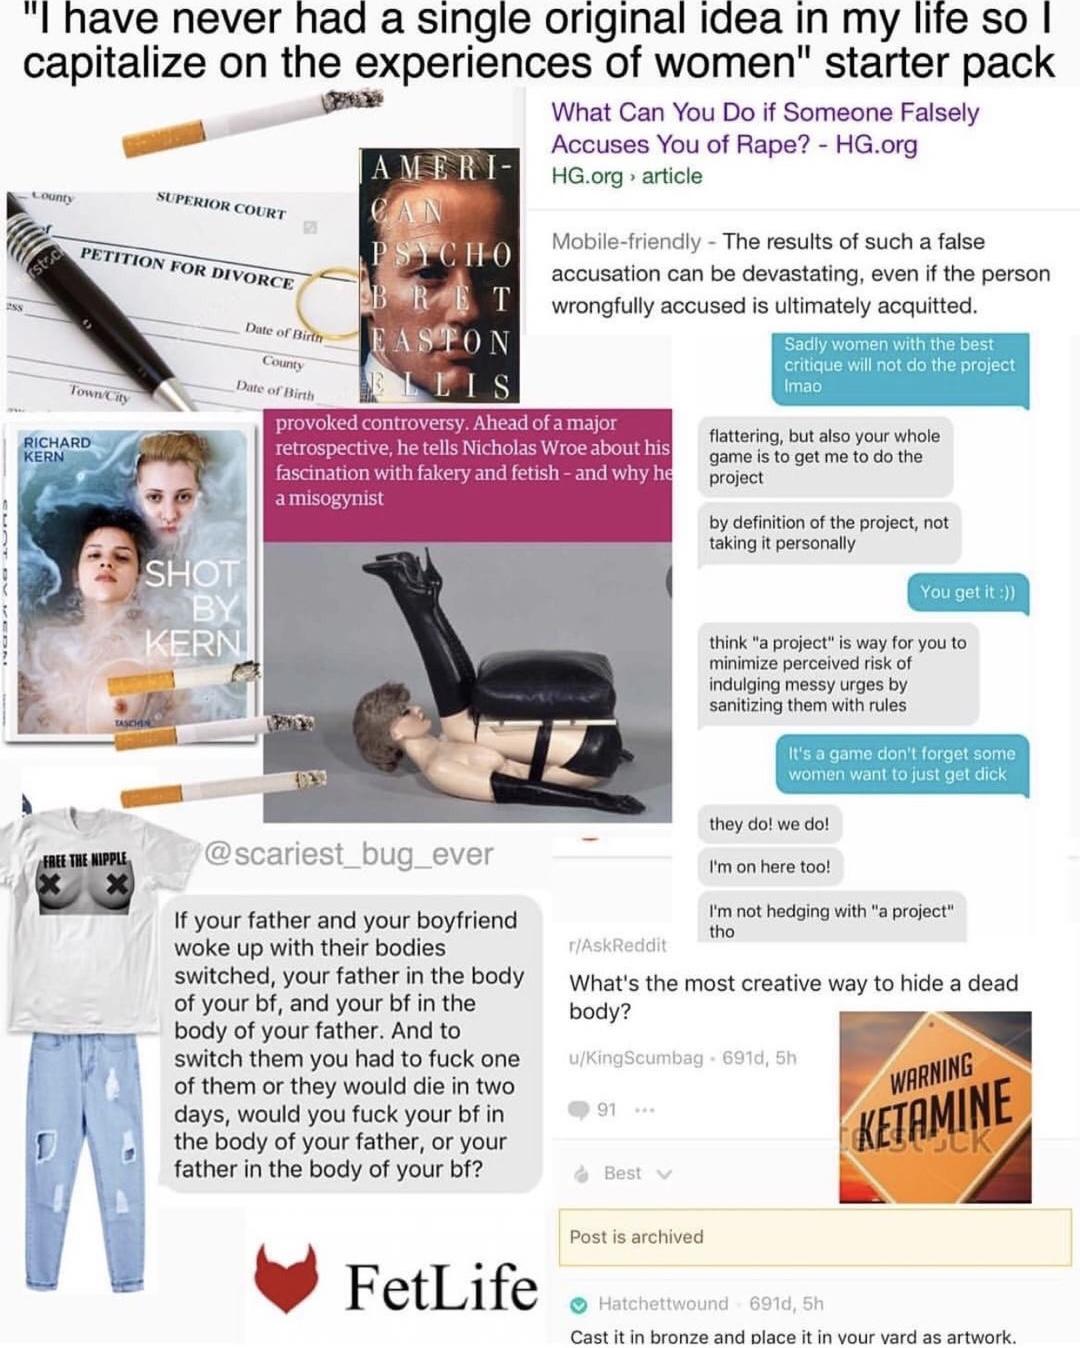 "I have never had a single original idea in my life so I
capitalize on the experiences of women" starter pack
What Can You Do if Someone Falsely
Accuses You of Rape? - HG.org
HG.org › article
Mobile-friendly - The results of such a false
accusation can be devastating, even if the person
wrongfully accused is ultimately acquitted.
County
SUPERIOR COURT
of
PETITION FOR DIVORCE
Date of Birth
County
Date of Birth
Town/City
AMERI-
CAN
PSYCHO
BRET
EASTON
ELLIS
Sadly women with the best
critique will not do the project
lmao
flattering, but also your whole
game is to get me to do the
project
by definition of the project, not
taking it personally
You get it :))
think "a project" is way for you to
minimize perceived risk of
indulging messy urges by
sanitizing them with rules
It's a game don't forget some
women want to just get dick
they do! we do!
I'm on here too!
I'm not hedging with "a project"
tho
RICHARD
KERN
SHOT
BY
KERN
TASCHEN
provoked controversy. Ahead of a major
retrospective, he tells Nicholas Wroe about his
fascination with fakery and fetish – and why he
a misogynist
FREE THE NIPPLE
@scariest_bug_ever
If your father and your boyfriend
woke up with their bodies
switched, your father in the body
of your bf, and your bf in the
body of your father. And to
switch them you had to fuck one
of them or they would die in two
days, would you fuck your bf in
the body of your father, or your
father in the body of your bf?
FetLife
r/AskReddit
What's the most creative way to hide a dead
body?
u/KingScumbag • 691d, 5h
91 •••
WARNING
KETAMINE
Best
Post is archived
Hatchettwound 691d, 5h
Cast it in bronze and place it in your yard as artwork.